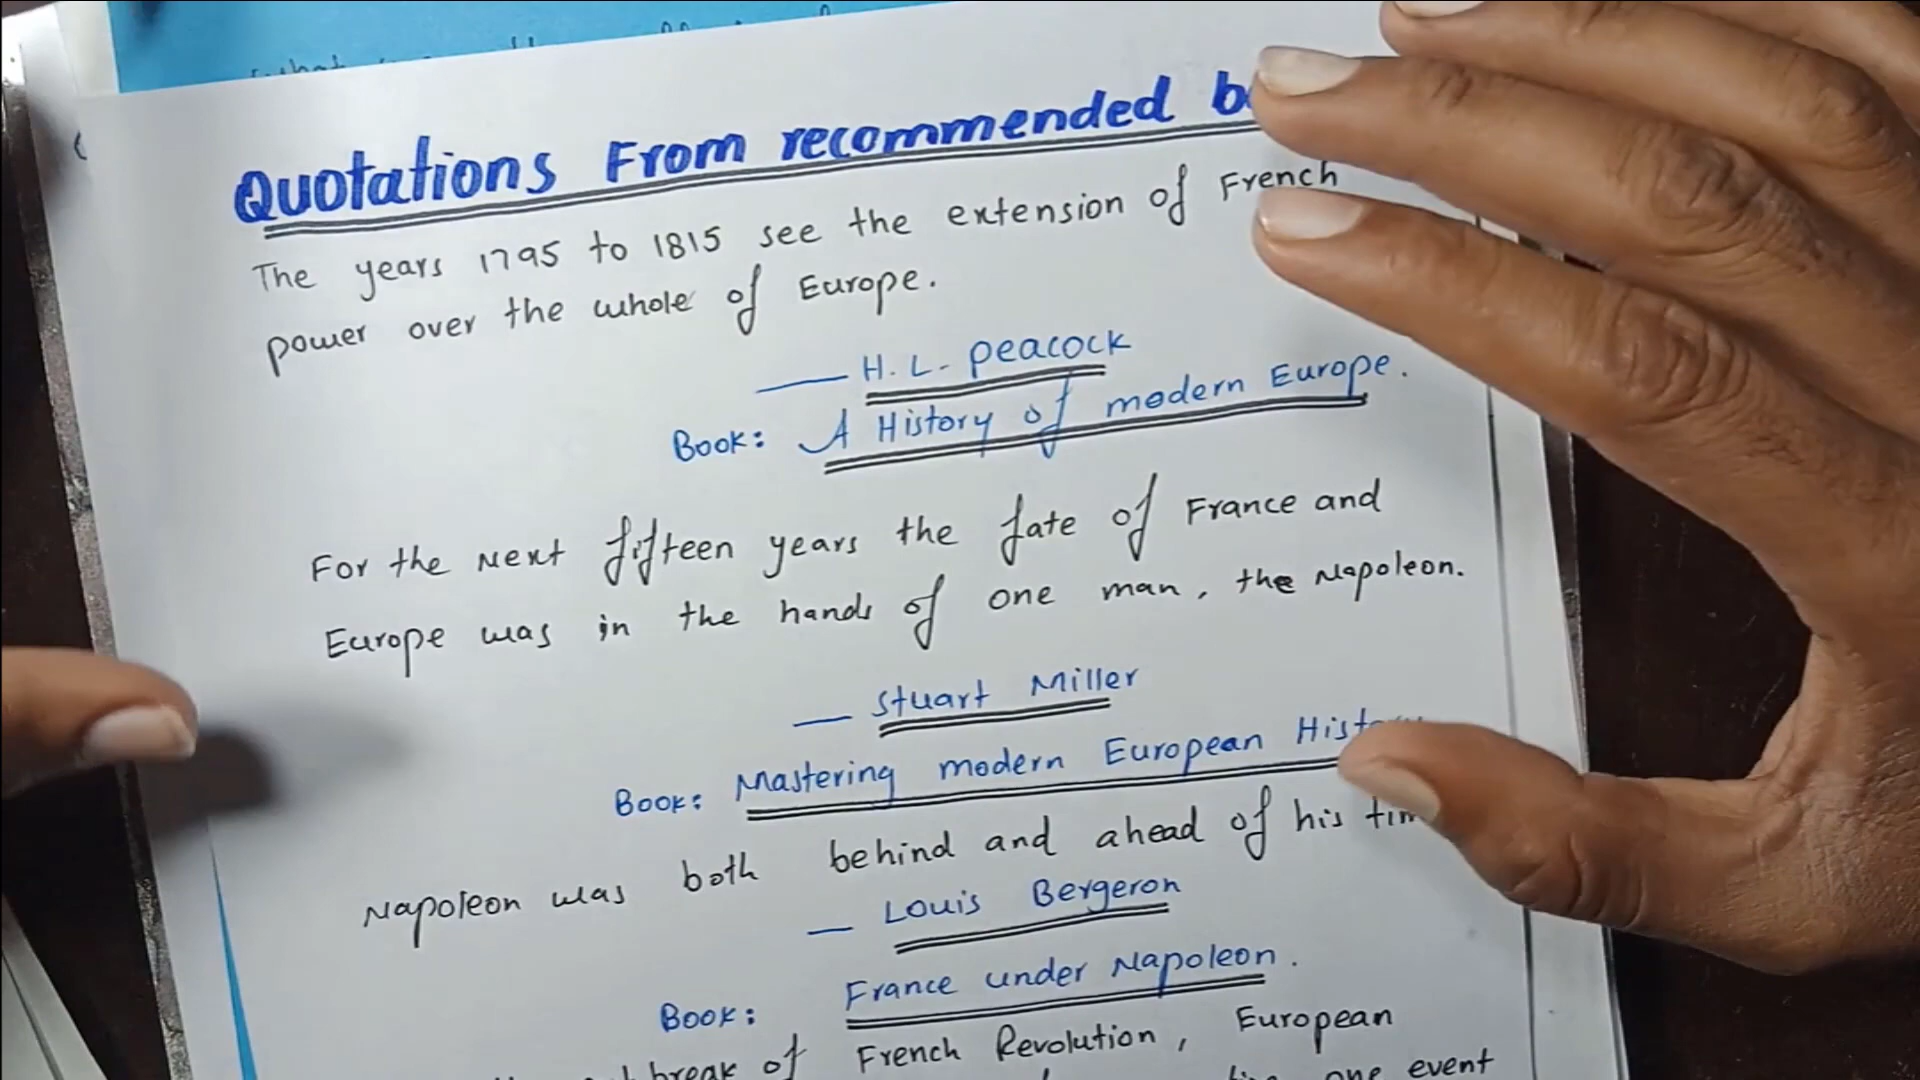 Quotations From recommended
The years 1795 to 1815 see the extension of French
power over the whole of Europe.
H. L. Peacock
Book: A History of modern Europe.
For the Next fifteen years the fate of France and
Europe was in the hands of one man, the Napoleon.
Stuart Miller
Book: Mastering modern European
Napoleon was both behind and ahead of his
Louis Bergeron
Book: France under Napoleon.
of French Revolution, European
one event